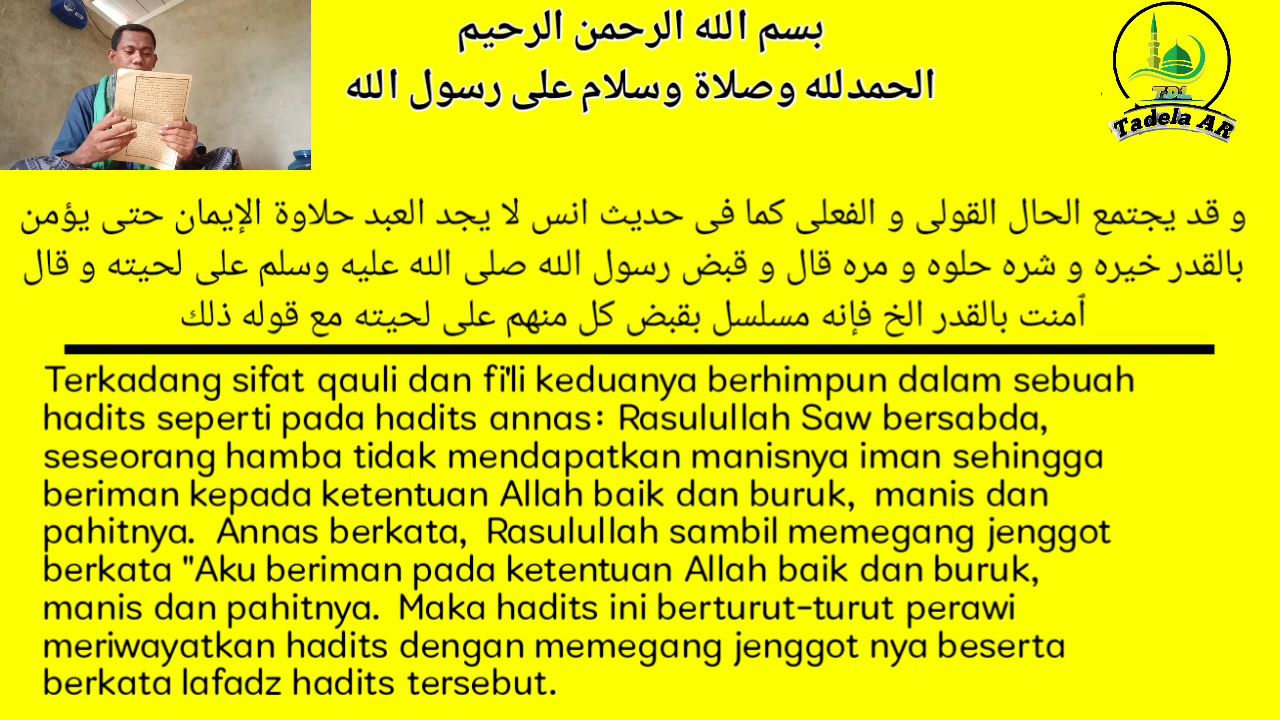 بسم الله الرحمن الرحيم
الحمدلله وصلاة وسلام على رسول الله
T.D.L
Tadela AR
و قد يجتمع الحال القولى و الفعلى كما فى حديث انس لا يجد العبد حلاوة الإيمان حتى يؤمن
بالقدر خيره و شره حلوه و مره قال و قبض رسول الله صلى الله عليه وسلم على لحيته و قال
ٱمنت بالقدر الخ فإنه مسلسل بقبض كل منهم على لحيته مع قوله ذلك
Terkadang sifat qauli dan fi'li keduanya berhimpun dalam sebuah
hadits seperti pada hadits annas: Rasulullah Saw bersabda,
seseorang hamba tidak mendapatkan manisnya iman sehingga
beriman kepada ketentuan Allah baik dan buruk, manis dan
pahitnya. Annas berkata, Rasulullah sambil memegang jenggot
berkata "Aku beriman pada ketentuan Allah baik dan buruk,
manis dan pahitnya. Maka hadits ini berturut-turut perawi
meriwayatkan hadits dengan memegang jenggot nya beserta
berkata lafadz hadits tersebut.